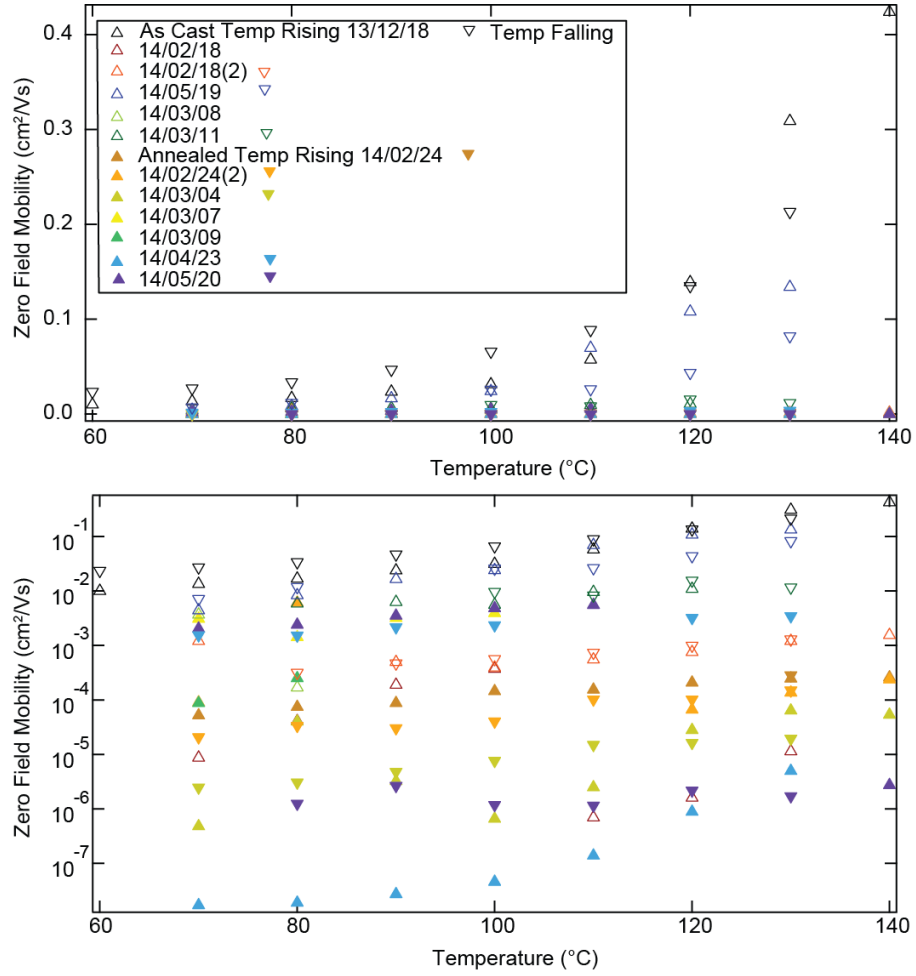 0.4
0.3
0.2
0.1
0.0
Zero Field Mobility (cm²/Vs)
As Cast Temp Rising 13/12/18 Temp Falling
14/02/18
14/02/18(2)
14/05/19
14/03/08
14/03/11
Annealed Temp Rising 14/02/24
14/02/24(2)
14/03/04
14/03/07
14/03/09
14/04/23
14/05/20
60 80 100 120 140
Temperature (°C)
10⁻¹
10⁻²
10⁻³
10⁻⁴
10⁻⁵
10⁻⁶
10⁻⁷
Zero Field Mobility (cm²/Vs)
60 80 100 120 140
Temperature (°C)